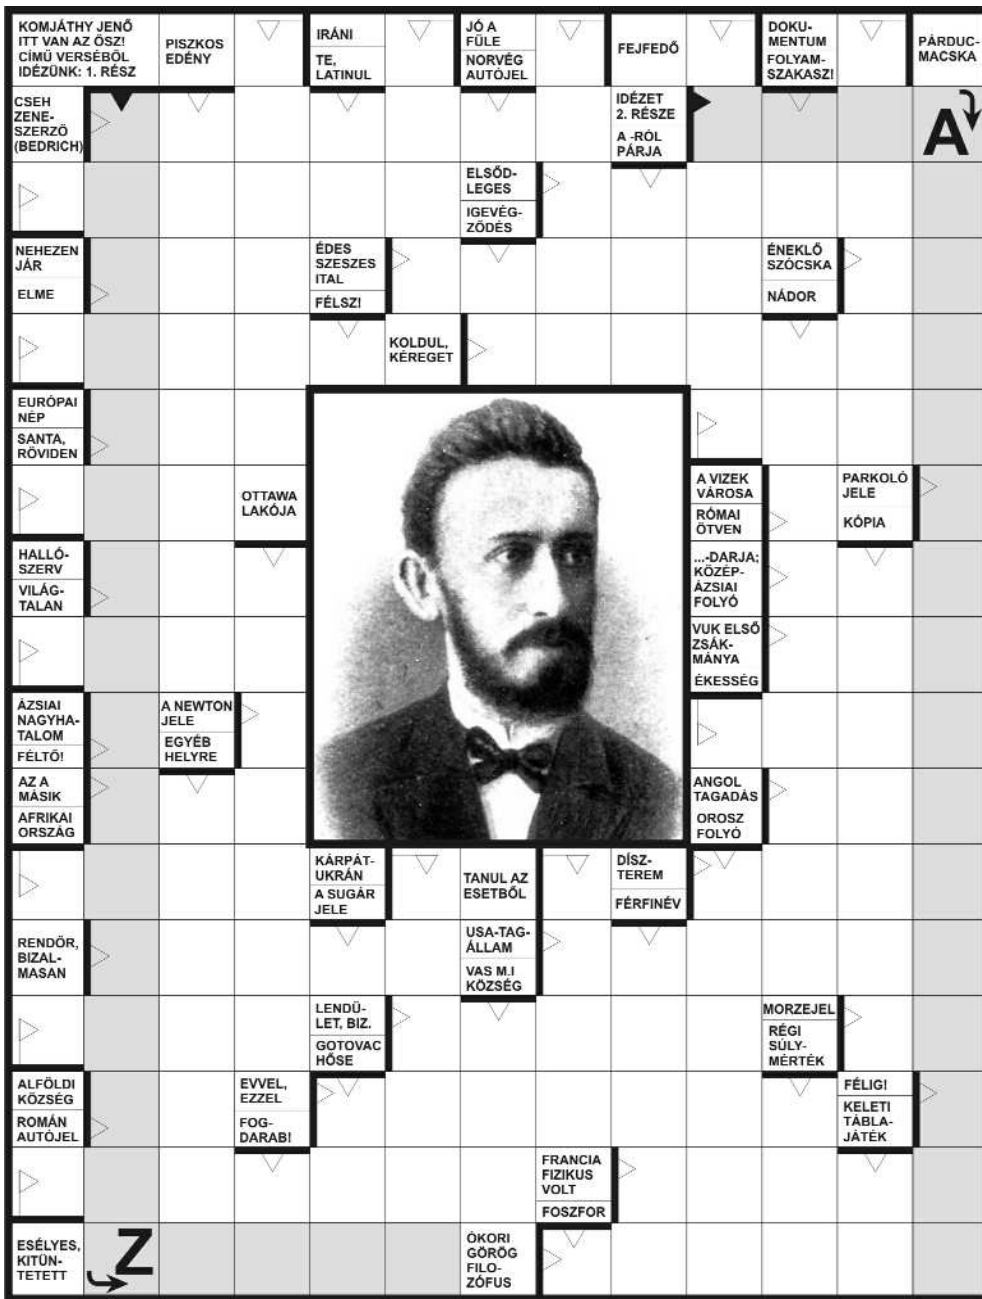 KOMJÁTHY JENŐ
ITT VAN AZ ŐSZ!
CÍMŰ VERSÉBŐL
IDÉZÜNK: 1. RÉSZ
PISZKOS
EDÉNY
IRÁNI
TE,
LATINUL
JÓ A
FÜLE
NORVÉG
AUTÓJEL
FEJFEDŐ
DOKU-
MENTUM
FOLYAM-
SZAKASZ!
PÁRDUC-
MACSKA
CSEH
ZENE-
SZERZŐ
(BEDRICH)
IDÉZET
2. RÉSZE
A -RÓL
PÁRJA
A
ELSŐD-
LEGES
IGEVÉG-
ZŐDÉS
NEHEZEN
JÁR
ELME
ÉDES
SZESZES
ITAL
FÉLSZ!
ÉNEKLŐ
SZÓCSKA
NÁDOR
KOLDUL,
KÉREGET
EURÓPAI
NÉP
SANTA,
RÖVIDEN
OTTAWA
LAKÓJA
A VIZEK
VÁROSA
RÓMAI
ÖTVEN
PARKOLÓ
JELE
KÓPIA
HALLÓ-
SZERV
VILÁG-
TALAN
...-DARJA;
KÖZÉP-
ÁZSIAI
FOLYÓ
VUK ELSŐ
ZSÁK-
MÁNYA
ÉKESSÉG
ÁZSIAI
NAGYHA-
TALOM
FÉLTŐ!
A NEWTON
JELE
EGYÉB
HELYRE
AZ A
MÁSIK
AFRIKAI
ORSZÁG
ANGOL
TAGADÁS
OROSZ
FOLYÓ
KÁRPÁT-
UKRÁN
A SUGÁR
JELE
TANUL AZ
ESETBŐL
DÍSZ-
TEREM
FÉRFINÉV
RENDŐR,
BIZAL-
MASAN
USA-TAG-
ÁLLAM
VAS M.I
KÖZSÉG
LENDÜ-
LET, BIZ.
GOTOVAC
HŐSE
MORZEJEL
RÉGI
SÚLY-
MÉRTÉK
ALFÖLDI
KÖZSÉG
ROMÁN
AUTÓJEL
EVVEL,
EZZEL
FOG-
DARAB!
FÉLIG!
KELETI
TÁBLA-
JÁTÉK
FRANCIA
FIZIKUS
VOLT
FOSZFOR
ESÉLYES,
KITÜN-
TETETT
Z
ÓKORI
GÖRÖG
FILO-
ZÓFUS